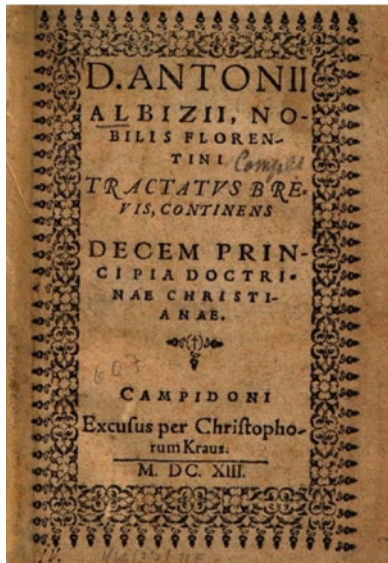 D. ANTONII
ALBIZII, NO-
BILIS FLOREN-
TINI
TRACTATVS BRE-
VIS, CONTINENS
DECEM PRIN-
CIPIA DOCTRI-
NAE CHRISTI-
ANAE.
607
CAMPIDONI
Excuſus per Chriſtopho-
rum Kraus.
M. DC. XIII.